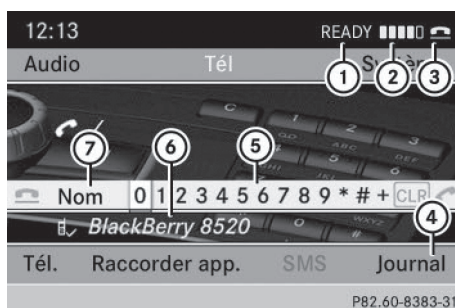 12:13 READY
Audio Tél Système
1 2 3
C
7 6 5
Nom 0 1 2 3 4 5 6 7 8 9 * # + CLR
BlackBerry 8520
4
Tél. Raccorder app. SMS Journal
P82.60-8383-31